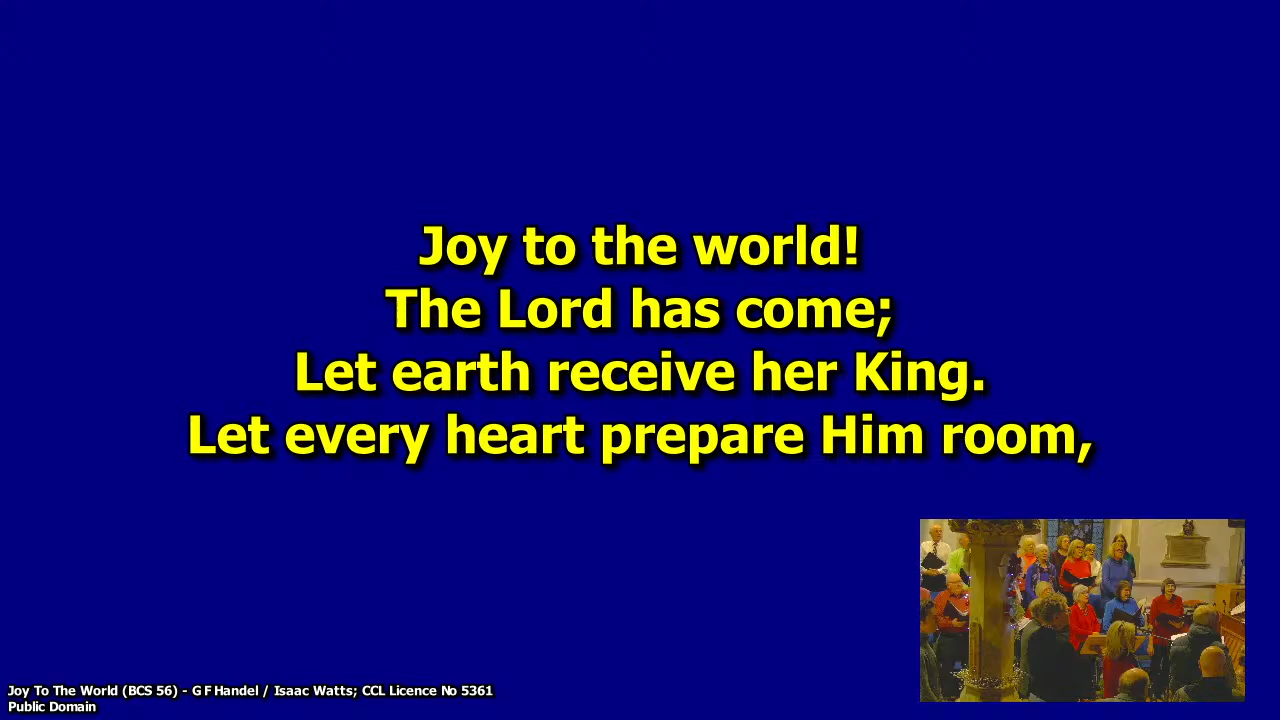 Joy to the world!
The Lord has come;
Let earth receive her King.
Let every heart prepare Him room,
Joy To The World (BCS 56) - G F Handel / Isaac Watts; CCL Licence No 5361
Public Domain